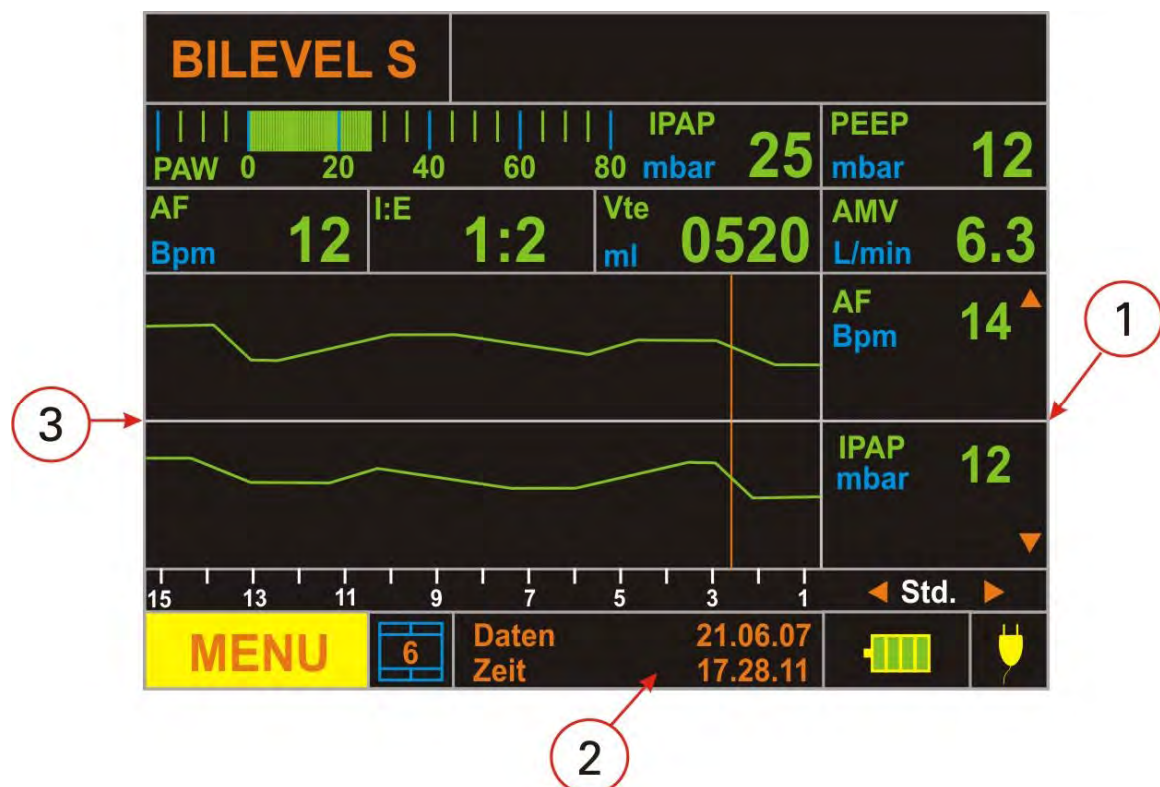 BILEVEL S
IPAP
PEEP
PAW 0 20 40 60 80 mbar 25
mbar 12
AF
Bpm 12
I:E 1:2
Vte
ml 0520
AMV
L/min 6.3
AF
Bpm 14
1
3
IPAP
mbar 12
15 13 11 9 7 5 3 1
Std.
MENU
6
Daten 21.06.07
Zeit 17.28.11
2